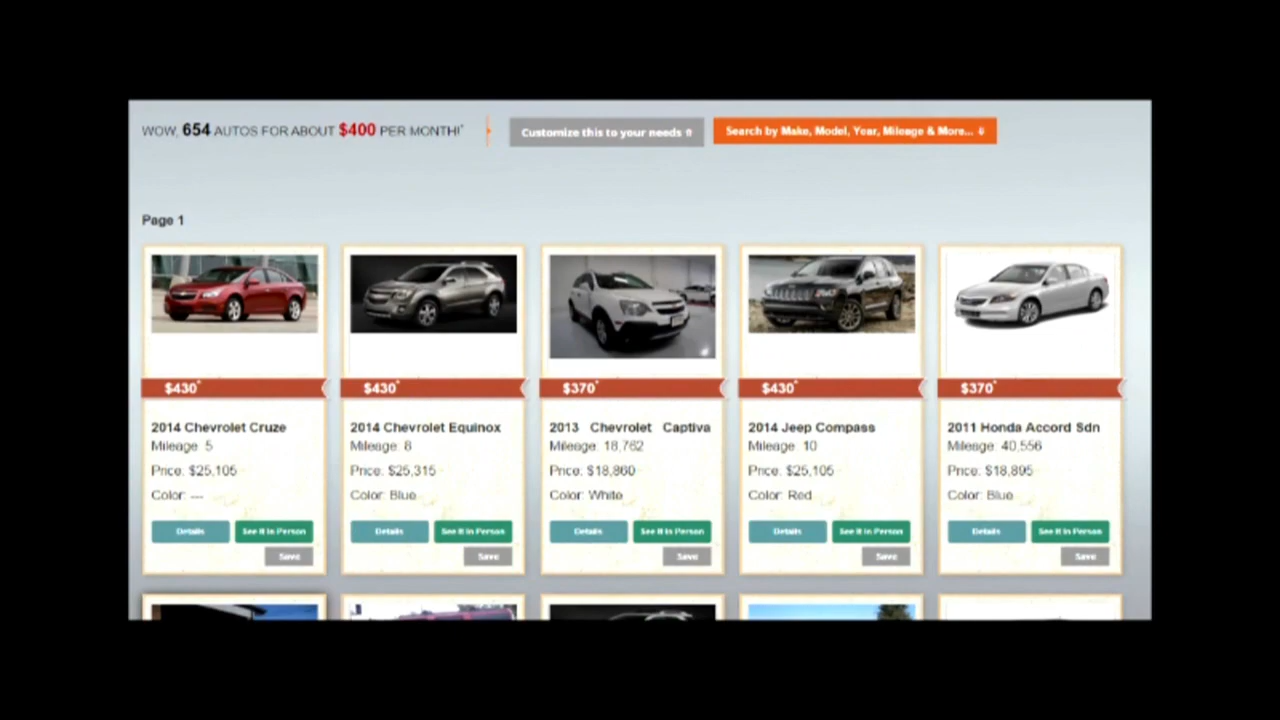 WOW, 654 AUTOS FOR ABOUT $400 PER MONTH!*
Customize this to your needs ⇧
Search by Make, Model, Year, Mileage & More... ⇩
Page 1
$430*
2014 Chevrolet Cruze
Mileage: 5
Price: $25,105
Color: ---
Details
See It In Person
Save
$430*
2014 Chevrolet Equinox
Mileage: 8
Price: $25,315
Color: Blue
Details
See It In Person
Save
$370*
2013 Chevrolet Captiva
Mileage: 18,762
Price: $18,860
Color: White
Details
See It In Person
Save
$430*
2014 Jeep Compass
Mileage: 10
Price: $25,105
Color: Red
Details
See It In Person
Save
$370*
2011 Honda Accord Sdn
Mileage: 40,556
Price: $18,895
Color: Blue
Details
See It In Person
Save